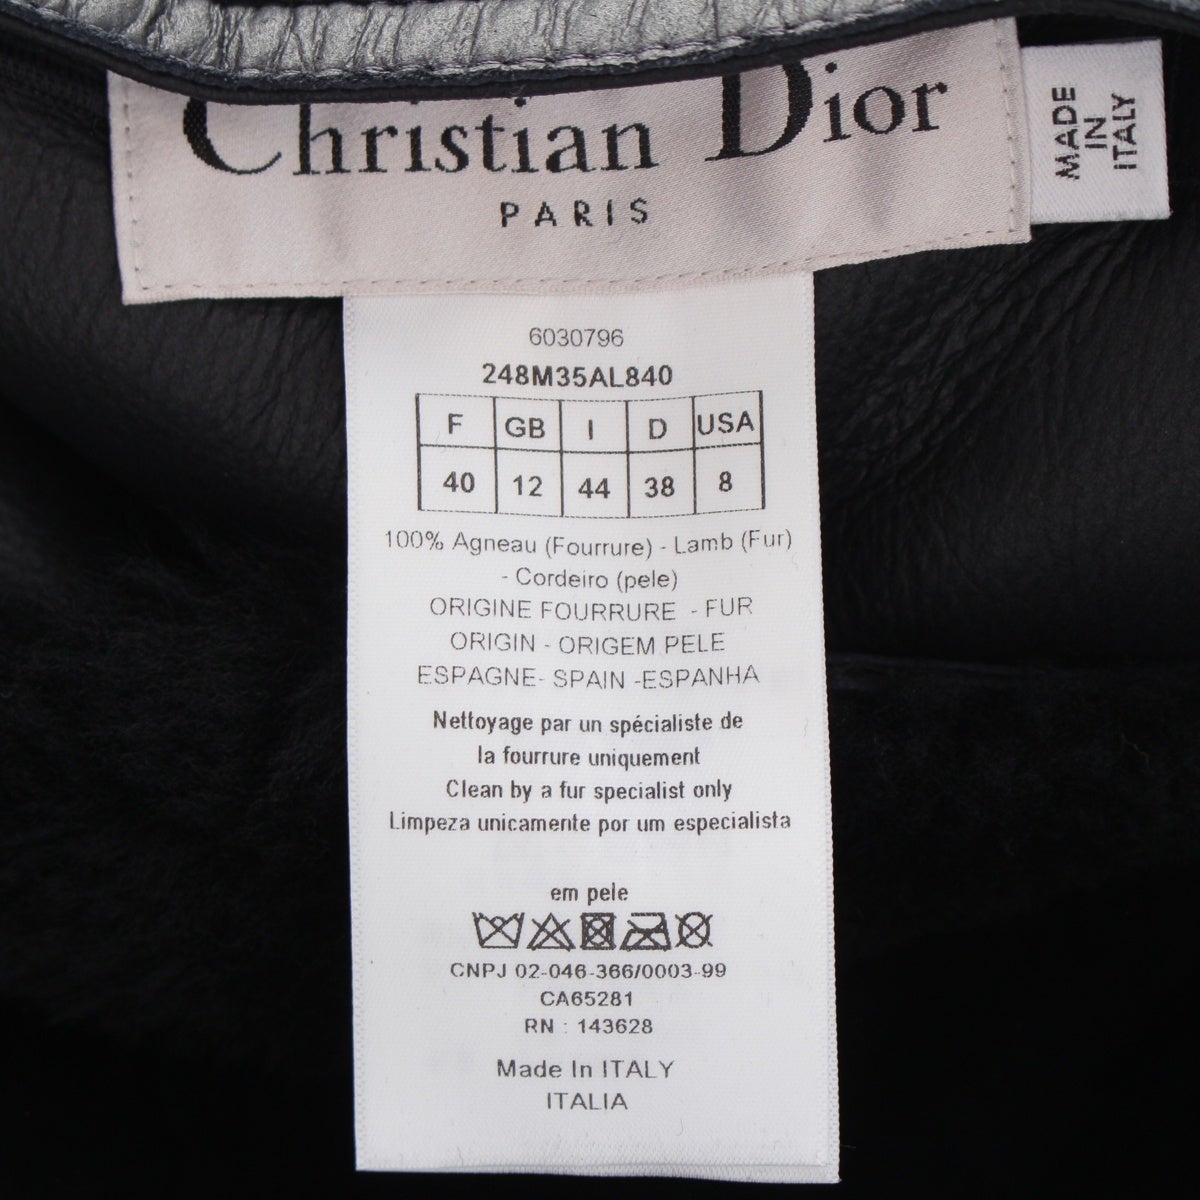 Christian Dior
PARIS
MADE
IN
ITALY
6030796
248M35AL840
F GB I D USA
40 12 44 38 8
100% Agneau (Fourrure) - Lamb (Fur)
- Cordeiro (pele)
ORIGINE FOURRURE - FUR
ORIGIN - ORIGEM PELE
ESPAGNE- SPAIN -ESPANHA
Nettoyage par un spécialiste de
la fourrure uniquement
Clean by a fur specialist only
Limpeza unicamente por um especialista
em pele
CNPJ 02-046-366/0003-99
CA65281
RN : 143628
Made In ITALY
ITALIA